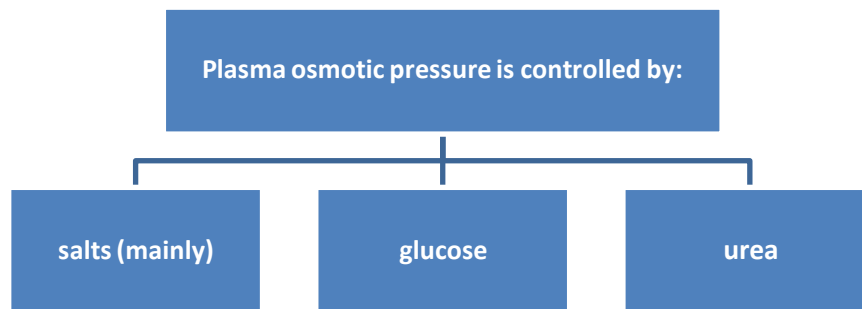 Plasma osmotic pressure is controlled by:
salts (mainly)
glucose
urea